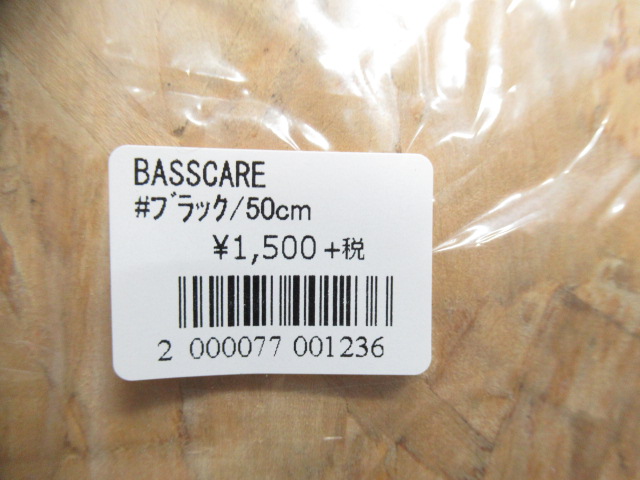 BASSCARE
#ﾌﾞﾗｯｸ/50cm
¥1,500+税
2 000077 001236